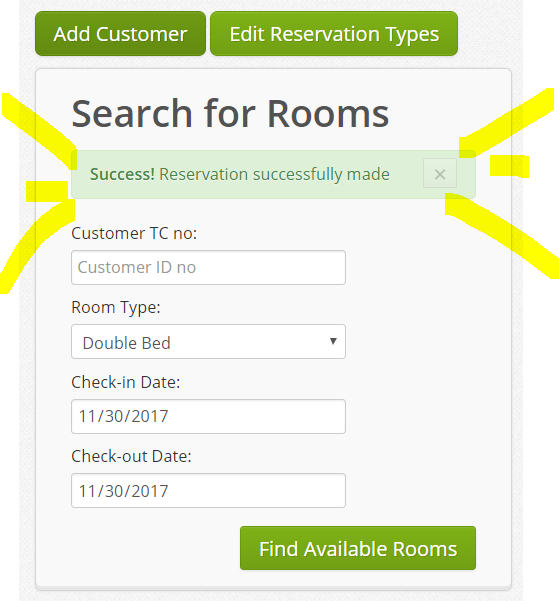 Add Customer Edit Reservation Types
Search for Rooms
Success! Reservation successfully made ×
Customer TC no:
Customer ID no
Room Type:
Double Bed
Check-in Date:
11/30/2017
Check-out Date:
11/30/2017
Find Available Rooms